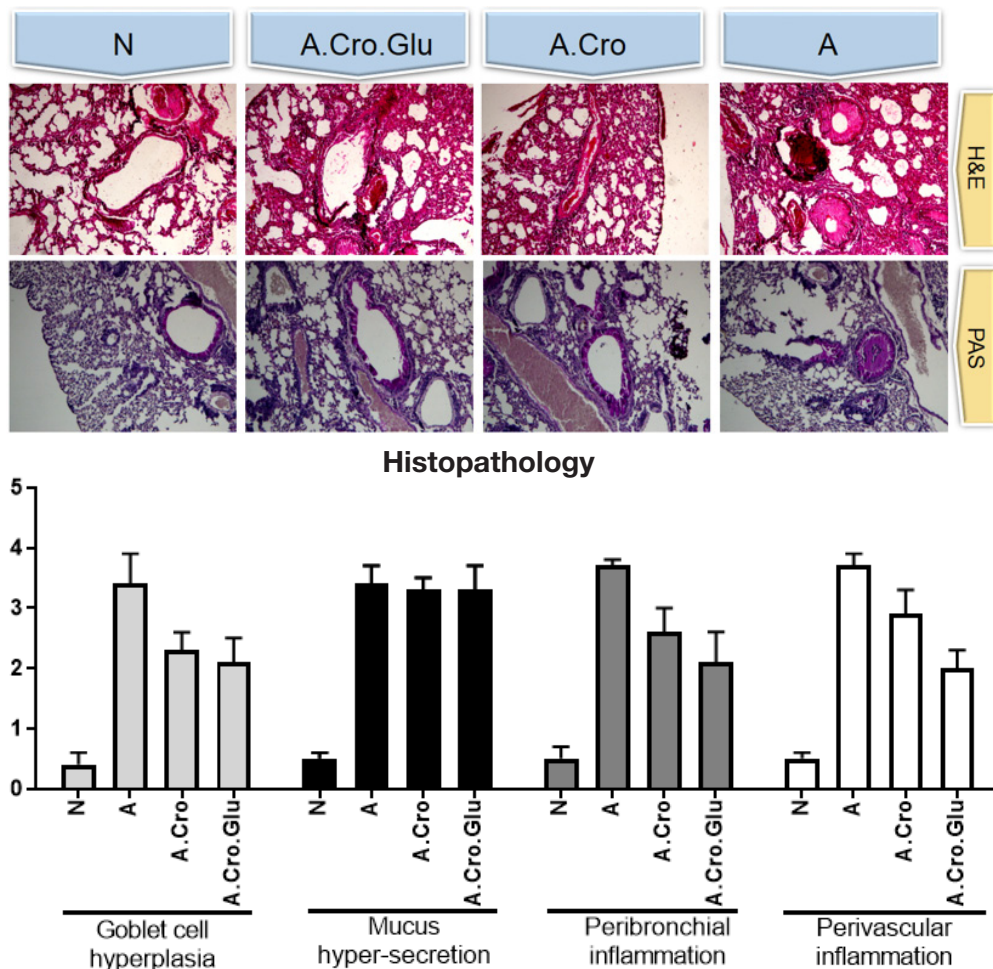 N
A.Cro.Glu
A.Cro
A
H&E
PAS
Histopathology
5
4
3
2
1
0
N
A
A.Cro
A.Cro.Glu
N
A
A.Cro
A.Cro.Glu
N
A
A.Cro
A.Cro.Glu
N
A
A.Cro
A.Cro.Glu
Goblet cell
hyperplasia
Mucus
hyper-secretion
Peribronchial
inflammation
Perivascular
inflammation